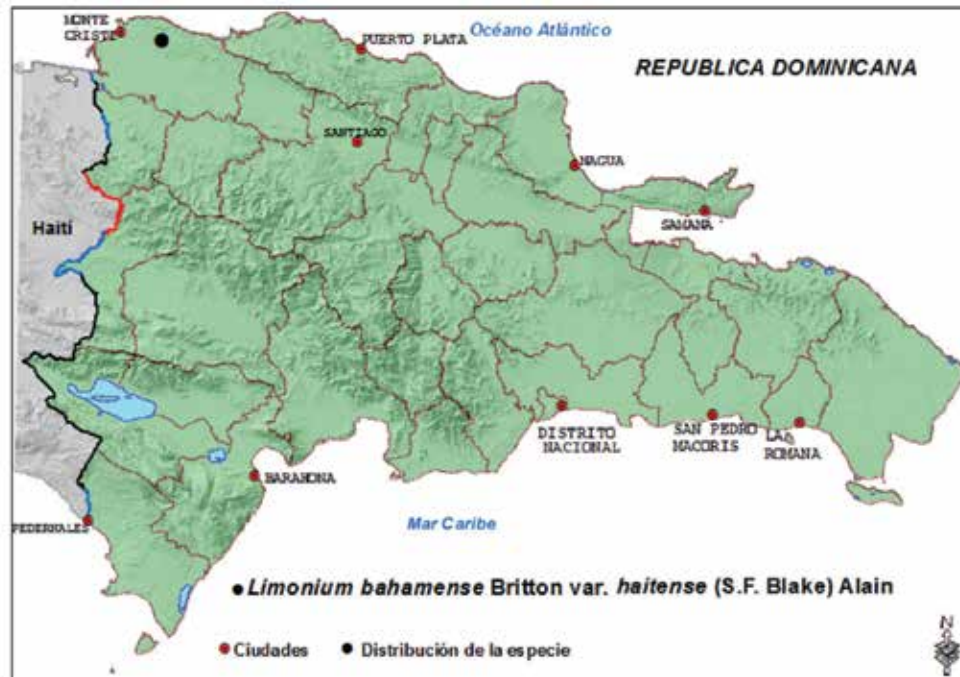 MONTE
CRISTI
Océano Atlántico
PUERTO PLATA
REPUBLICA DOMINICANA
SANTIAGO
NAGUA
Haití
SAMANA
DISTRITO
NACIONAL
SAN PEDRO
MACORIS
LA
ROMANA
BARAHONA
PEDERNALES
Mar Caribe
Limonium bahamense Britton var. haitense (S.F. Blake) Alain
Ciudades
Distribución de la especie
N